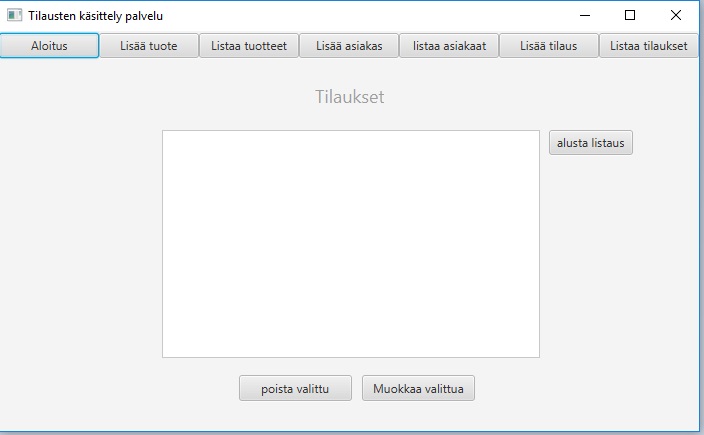 Tilausten käsittely palvelu
Aloitus Lisää tuote Listaa tuotteet Lisää asiakas listaa asiakaat Lisää tilaus Listaa tilaukset
Tilaukset
alusta listaus
poista valittu Muokkaa valittua